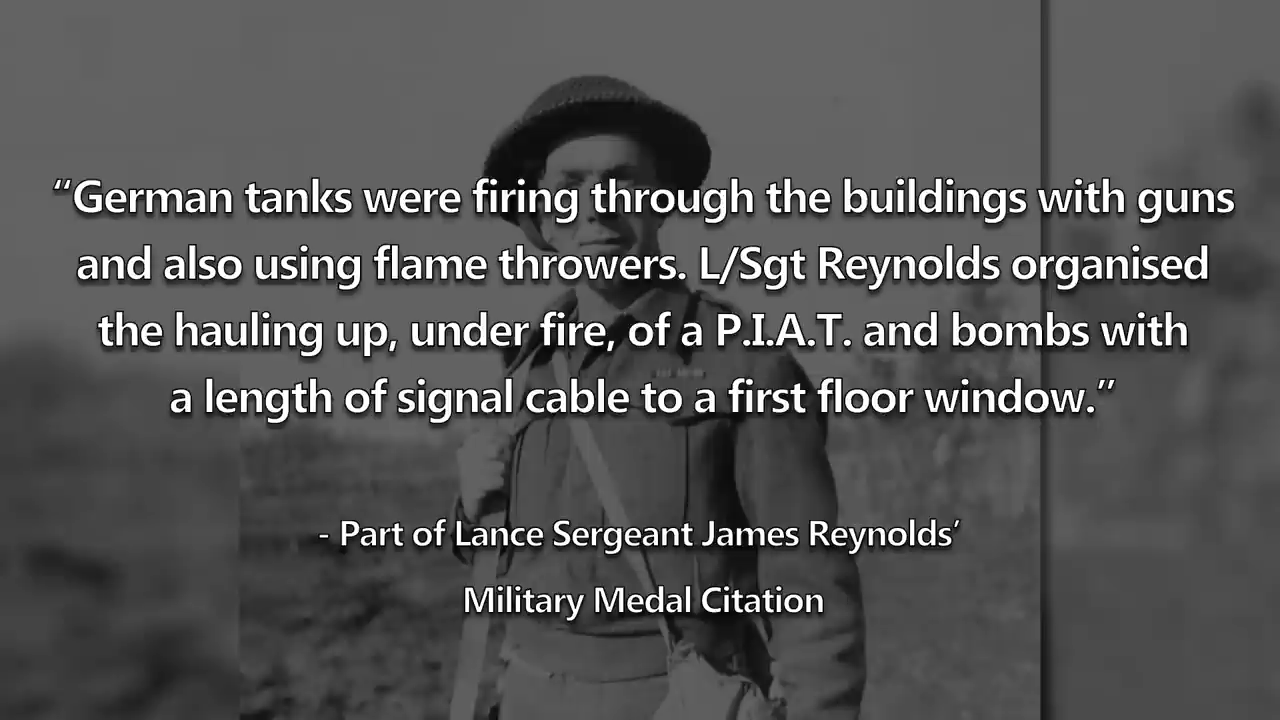 “German tanks were firing through the buildings with guns
and also using flame throwers. L/Sgt Reynolds organised
the hauling up, under fire, of a P.I.A.T. and bombs with
a length of signal cable to a first floor window.”
- Part of Lance Sergeant James Reynolds’
Military Medal Citation